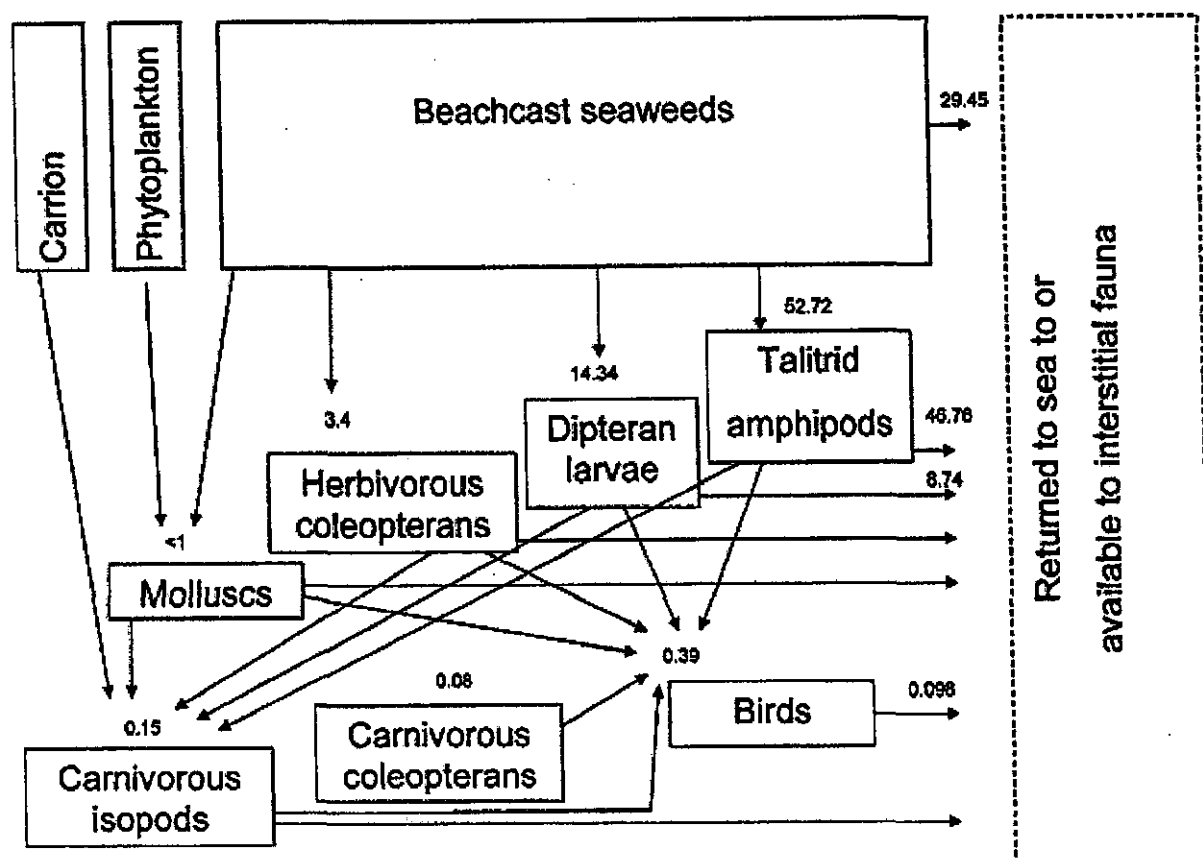 Carrion
Phytoplankton
Beachcast seaweeds
29.45
52.72
Talitrid
amphipods
14.34
Dipteran
larvae
3.4
Herbivorous
coleopterans
46.76
8.74
<1
Molluscs
0.39
0.08
Birds
0.098
0.15
Carnivorous
coleopterans
Carnivorous
isopods
Returned to sea to or
available to interstitial fauna